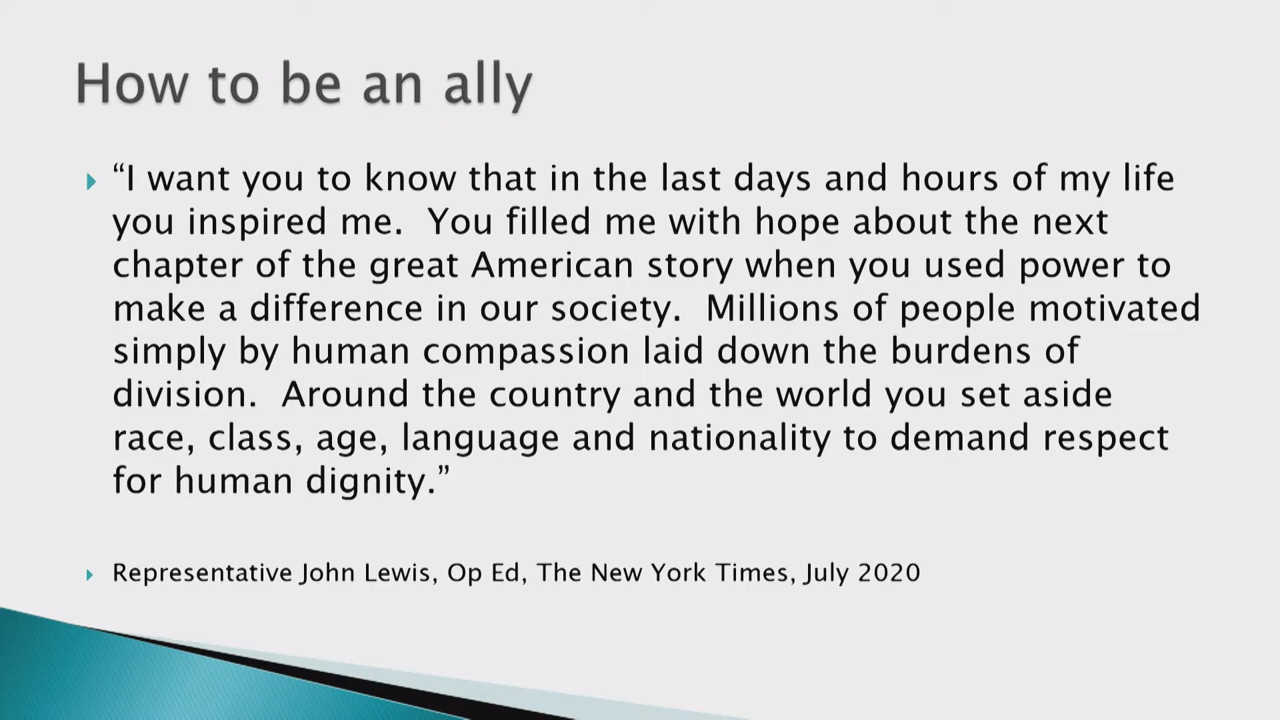 How to be an ally
“I want you to know that in the last days and hours of my life
you inspired me.  You filled me with hope about the next
chapter of the great American story when you used power to
make a difference in our society.  Millions of people motivated
simply by human compassion laid down the burdens of
division.  Around the country and the world you set aside
race, class, age, language and nationality to demand respect
for human dignity.”
Representative John Lewis, Op Ed, The New York Times, July 2020